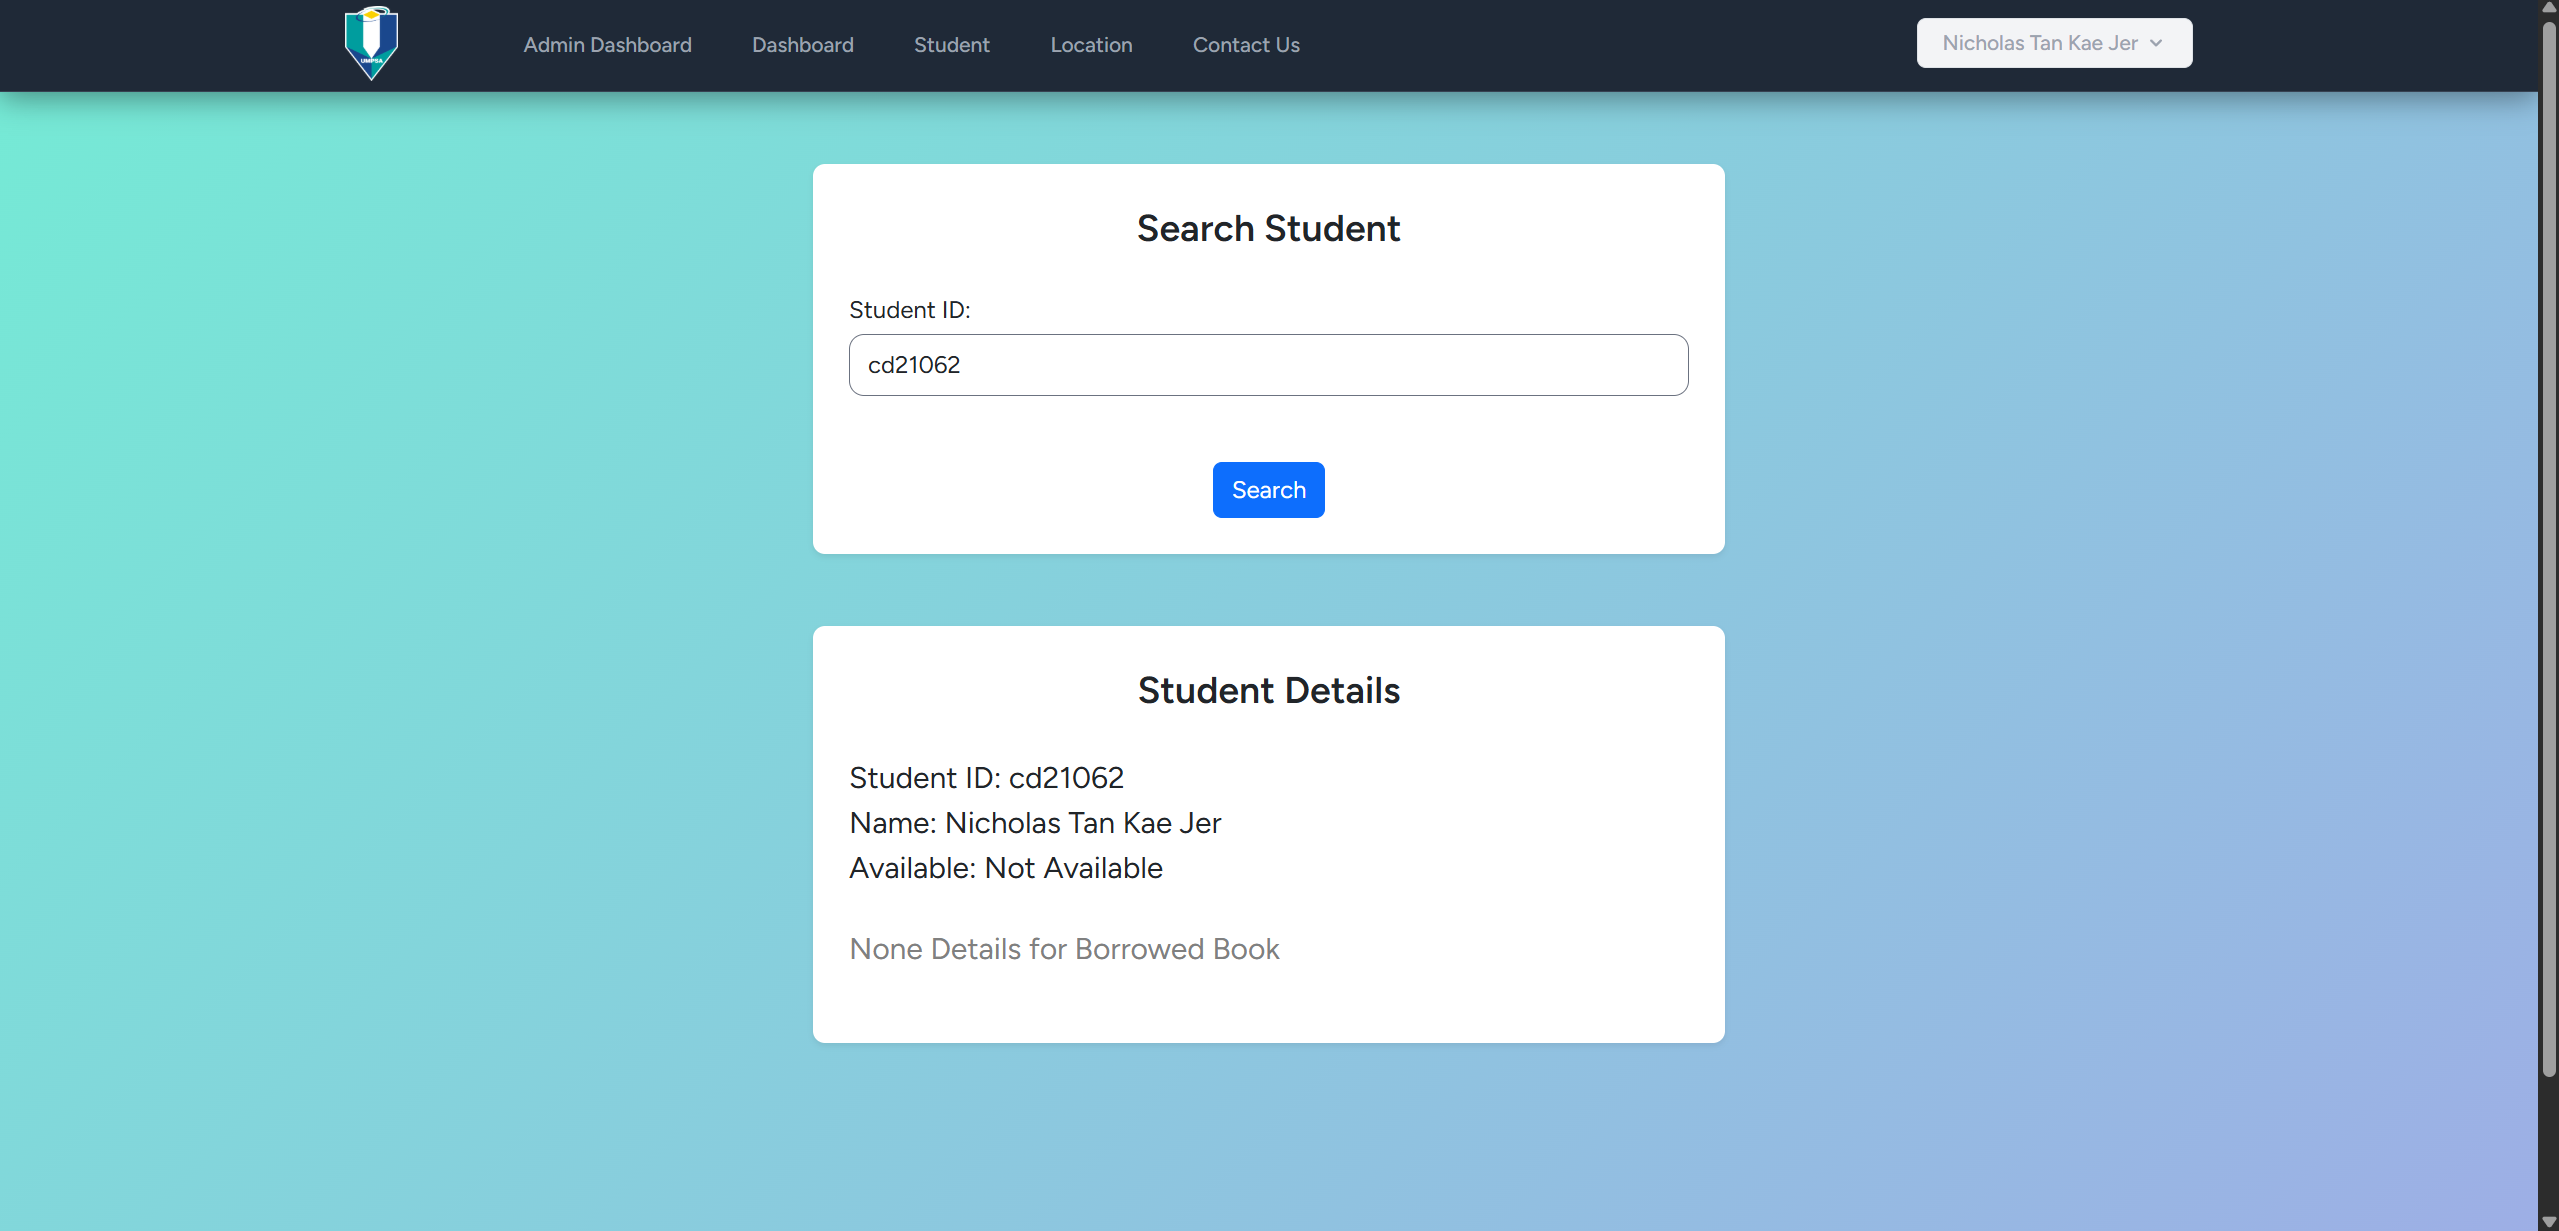 UMPSA
Admin Dashboard
Dashboard
Student
Location
Contact Us
Nicholas Tan Kae Jer
Search Student
Student ID:
cd21062
Search
Student Details
Student ID: cd21062
Name: Nicholas Tan Kae Jer
Available: Not Available
None Details for Borrowed Book